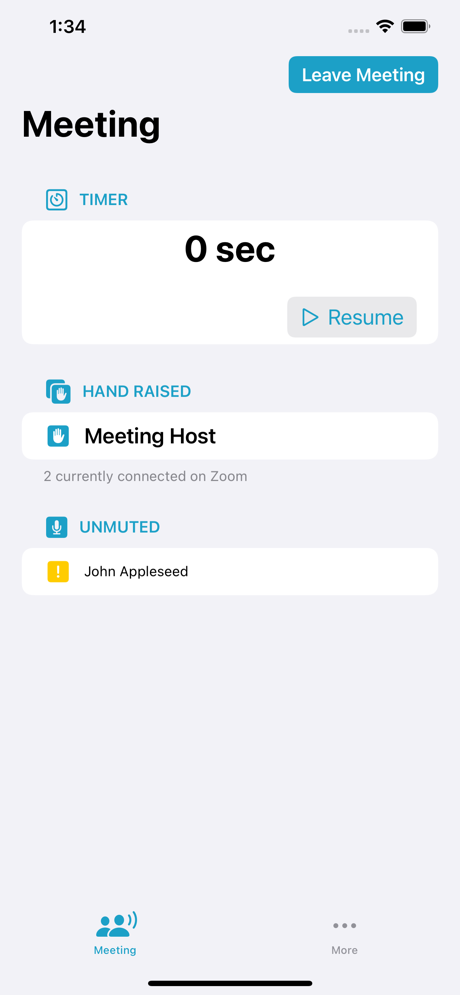 1:34
Leave Meeting
Meeting
TIMER
0 sec
Resume
HAND RAISED
Meeting Host
2 currently connected on Zoom
UNMUTED
John Appleseed
Meeting
More